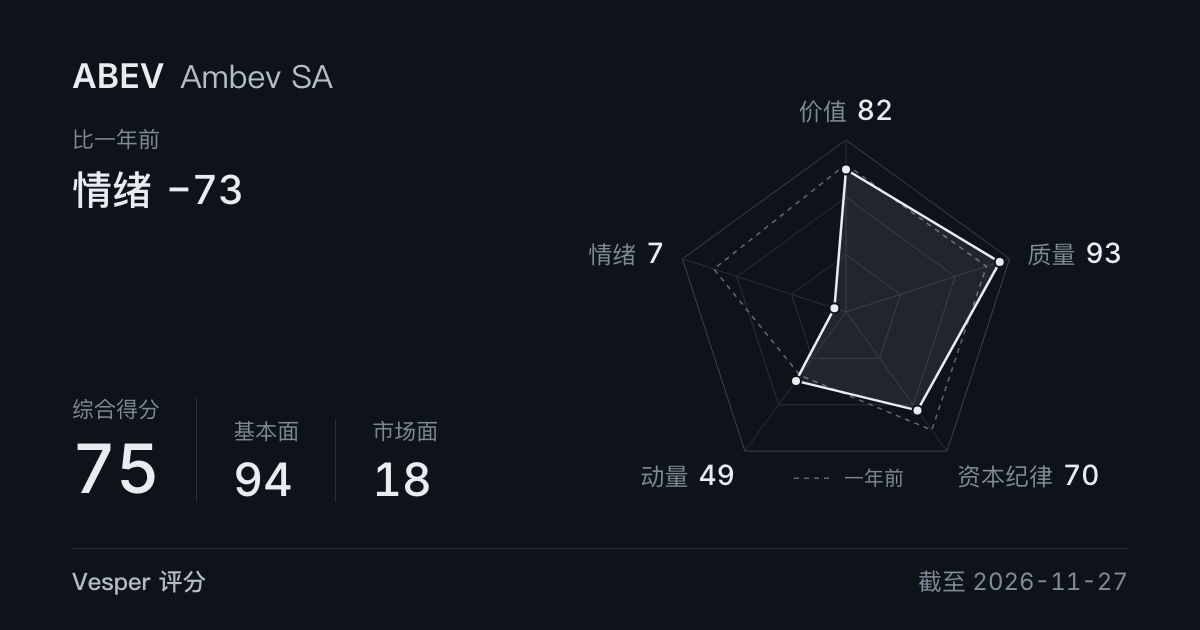 ABEV Ambev SA
比一年前
情绪 −73
价值 82
情绪 7
质量 93
动量 49
一年前
资本纪律 70
综合得分
75
基本面
94
市场面
18
Vesper 评分
截至 2026-11-27